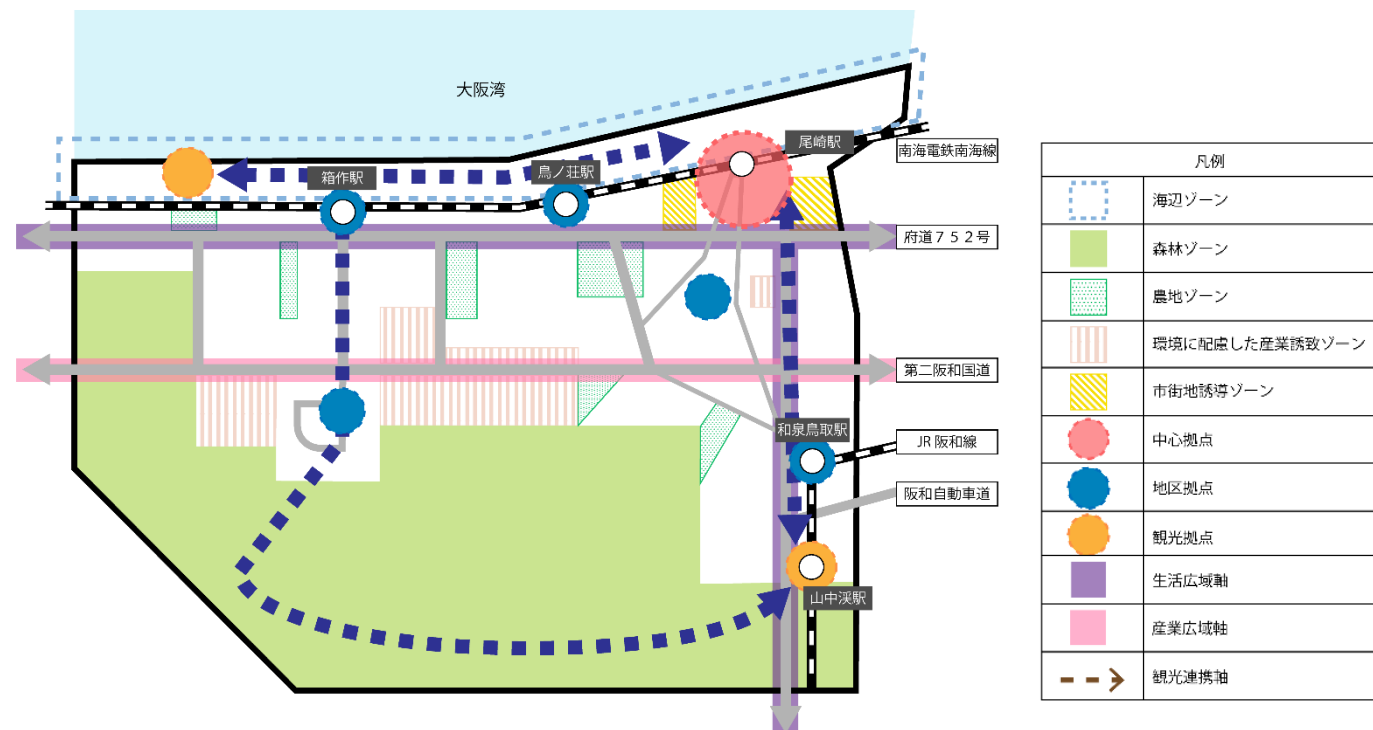 大阪湾
尾崎駅
南海電鉄南海線
鳥ノ荘駅
箱作駅
府道７５２号
第二阪和国道
和泉鳥取駅
JR阪和線
阪和自動車道
山中渓駅
凡例
海辺ゾーン
森林ゾーン
農地ゾーン
環境に配慮した産業誘致ゾーン
市街地誘導ゾーン
中心拠点
地区拠点
観光拠点
生活広域軸
産業広域軸
観光連携軸